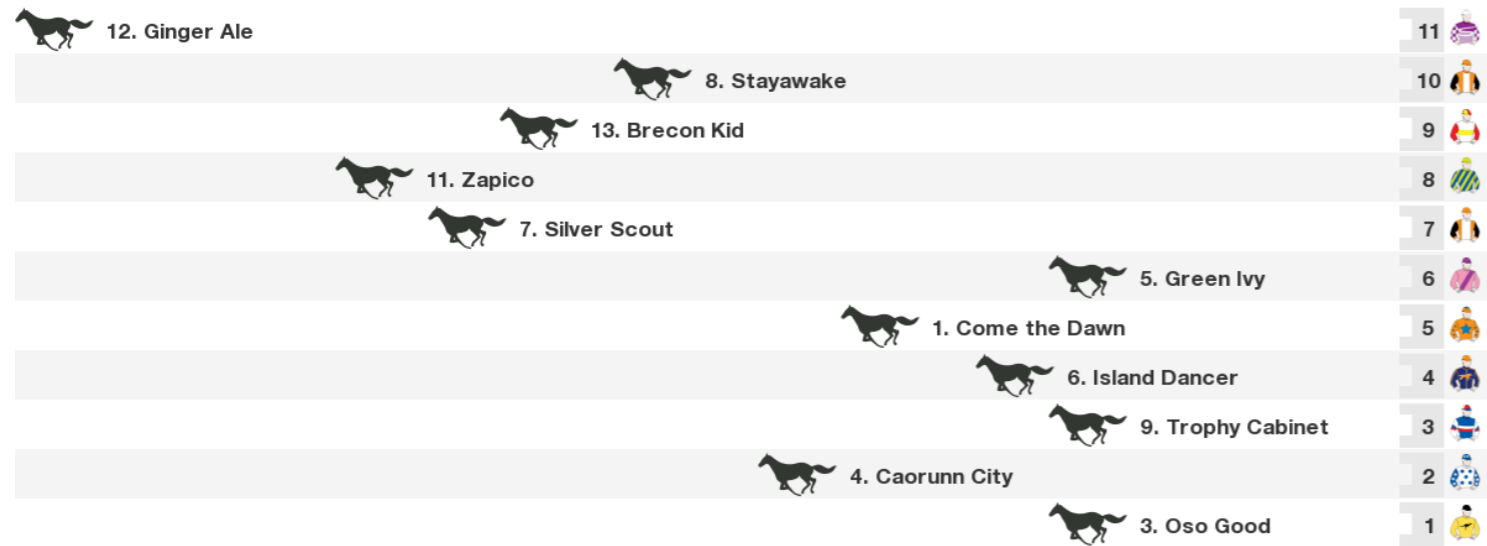 12. Ginger Ale 11
8. Stayawake 10
13. Brecon Kid 9
11. Zapico 8
7. Silver Scout 7
5. Green Ivy 6
1. Come the Dawn 5
6. Island Dancer 4
9. Trophy Cabinet 3
4. Caorunn City 2
3. Oso Good 1